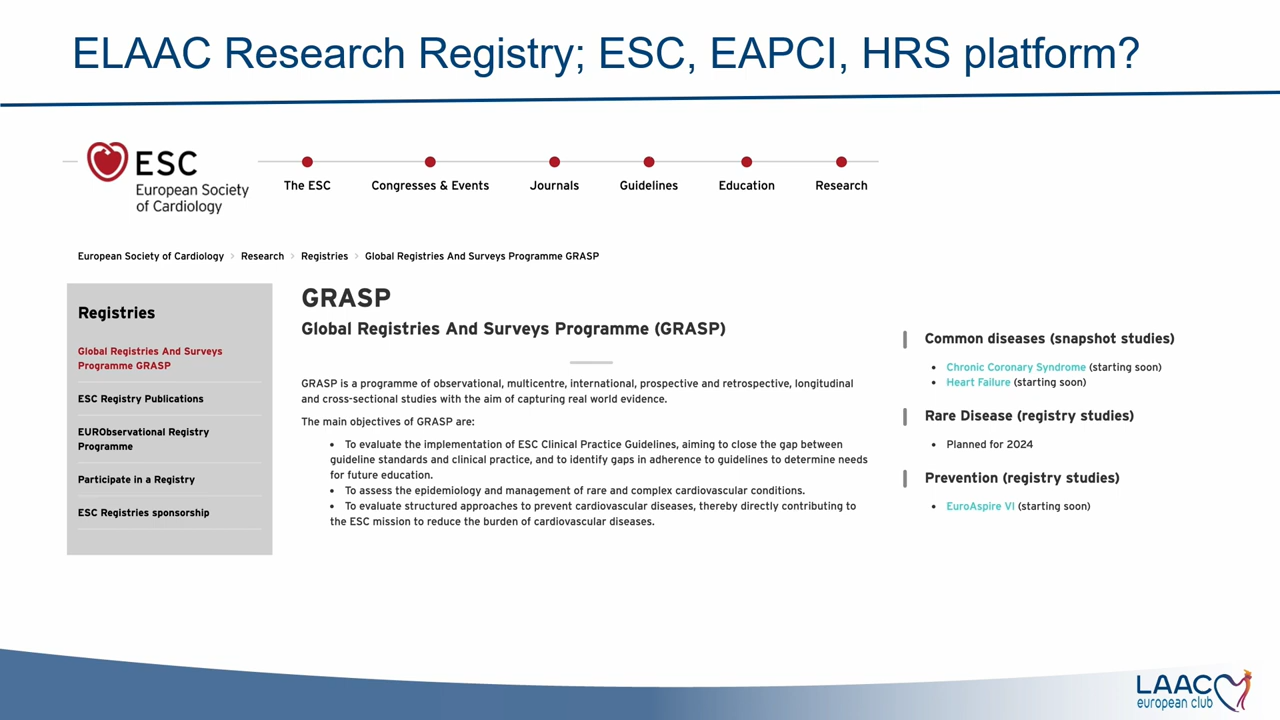 ELAAC Research Registry; ESC, EAPCI, HRS platform?
ESC
European Society
of Cardiology
The ESC
Congresses & Events
Journals
Guidelines
Education
Research
European Society of Cardiology > Research > Registries > Global Registries And Surveys Programme GRASP
Registries
Global Registries And Surveys
Programme GRASP
ESC Registry Publications
EURObservational Registry
Programme
Participate in a Registry
ESC Registries sponsorship
GRASP
Global Registries And Surveys Programme (GRASP)
GRASP is a programme of observational, multicentre, international, prospective and retrospective, longitudinal
and cross-sectional studies with the aim of capturing real world evidence.
The main objectives of GRASP are:
• To evaluate the implementation of ESC Clinical Practice Guidelines, aiming to close the gap between
guideline standards and clinical practice, and to identify gaps in adherence to guidelines to determine needs
for future education.
• To assess the epidemiology and management of rare and complex cardiovascular conditions.
• To evaluate structured approaches to prevent cardiovascular diseases, thereby directly contributing to
the ESC mission to reduce the burden of cardiovascular diseases.
Common diseases (snapshot studies)
• Chronic Coronary Syndrome (starting soon)
• Heart Failure (starting soon)
Rare Disease (registry studies)
• Planned for 2024
Prevention (registry studies)
• EuroAspire VI (starting soon)
LAAC
european club